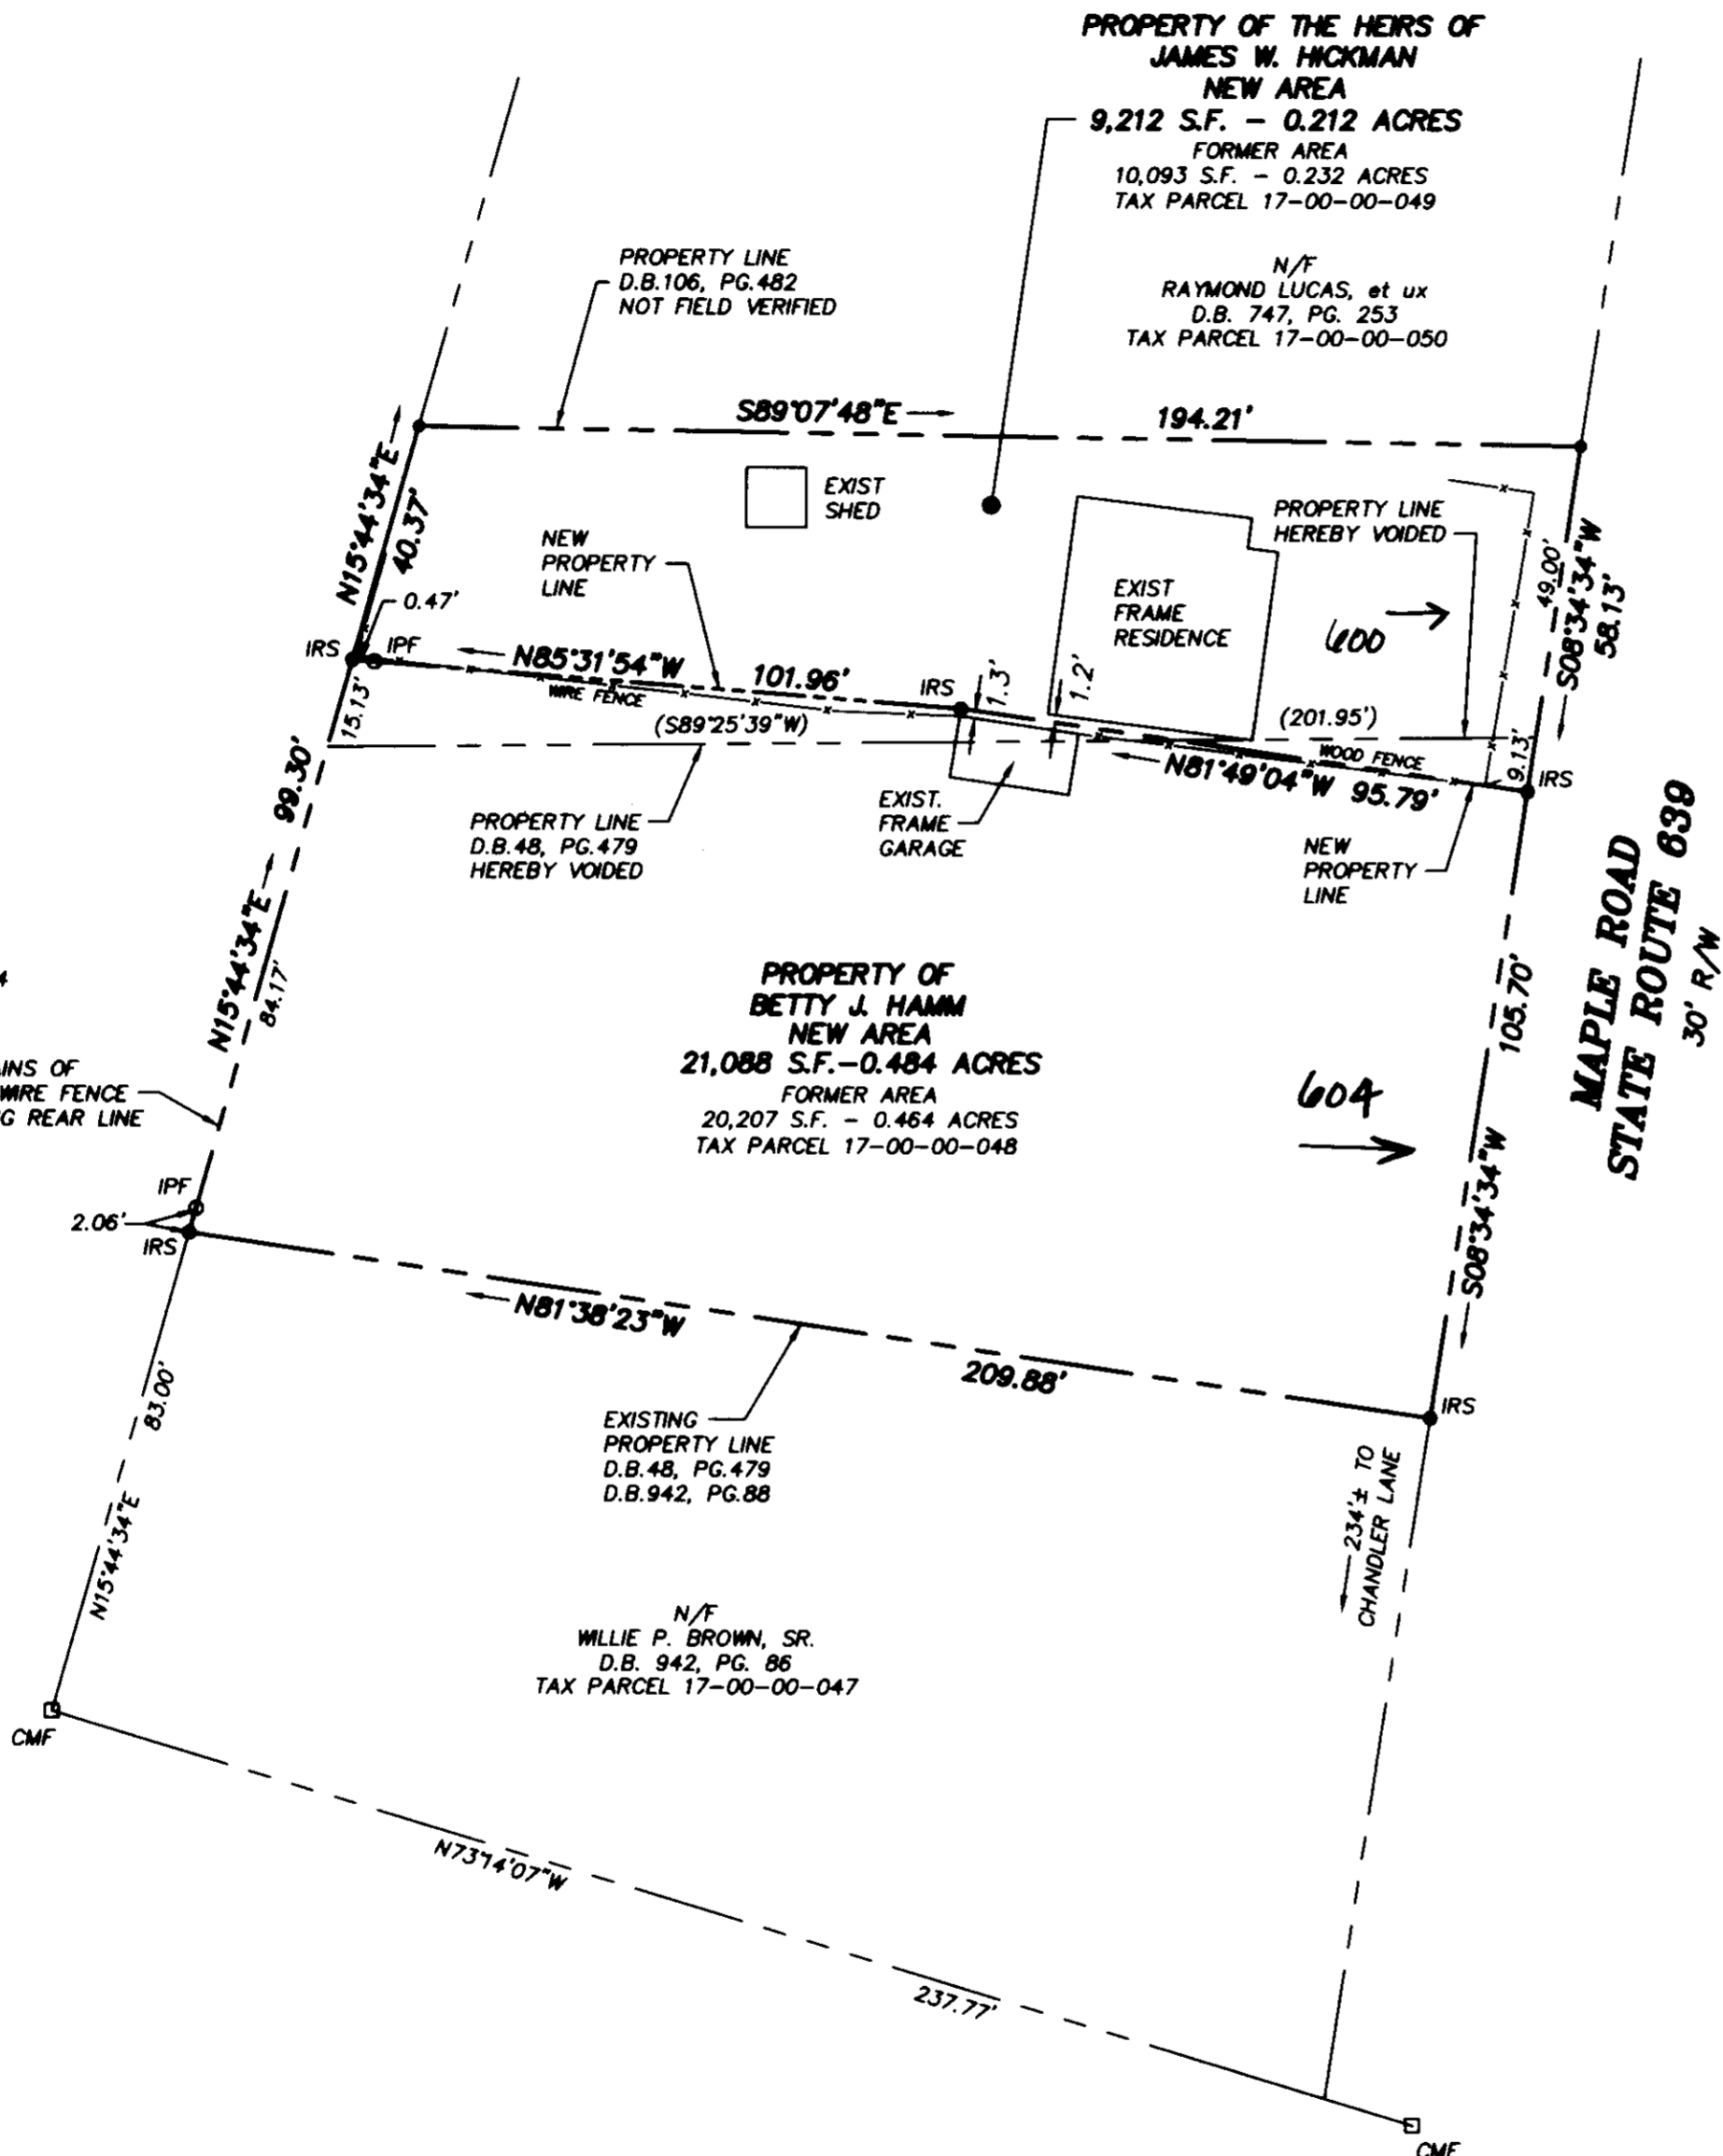 PROPERTY OF THE HEIRS OF
JAMES W. HICKMAN
NEW AREA
9,212 S.F. - 0.212 ACRES
FORMER AREA
10,093 S.F. - 0.232 ACRES
TAX PARCEL 17-00-00-049
PROPERTY LINE
D.B.106, PG.482
NOT FIELD VERIFIED
N/F
RAYMOND LUCAS, et ux
D.B. 747, PG. 253
TAX PARCEL 17-00-00-050
S89°07'48"E
194.21'
N15°44'34"E
40.37'
EXIST
SHED
PROPERTY LINE
HEREBY VOIDED
NEW
PROPERTY
LINE
0.47'
EXIST
FRAME
RESIDENCE
600
49.00'
S08°34'34"W
58.13'
IRS
IPF
N85°31'54"W
101.96'
WIRE FENCE
IRS
1.3'
1.2'
15.13'
(S89°25'39"W)
(201.95')
WOOD FENCE
9.13'
IRS
N81°49'04"W 95.79'
99.30'
PROPERTY LINE
D.B.48, PG.479
HEREBY VOIDED
EXIST.
FRAME
GARAGE
NEW
PROPERTY
LINE
MAPLE ROAD
STATE ROUTE 639
30' R/W
N15°44'34"E
84.17'
4
PROPERTY OF
BETTY J. HAMM
NEW AREA
21,088 S.F.-0.484 ACRES
FORMER AREA
20,207 S.F. - 0.464 ACRES
TAX PARCEL 17-00-00-048
105.70'
604
S08°34'34"W
INS OF
WIRE FENCE
G REAR LINE
IPF
2.06'
IRS
N81°38'23"W
209.88'
IRS
83.00'
N15°44'34"E
EXISTING
PROPERTY LINE
D.B.48, PG.479
D.B.942, PG.88
234'± TO
CHANDLER LANE
N/F
WILLIE P. BROWN, SR.
D.B. 942, PG. 86
TAX PARCEL 17-00-00-047
CMF
N73°14'07"W
237.77'
CMF